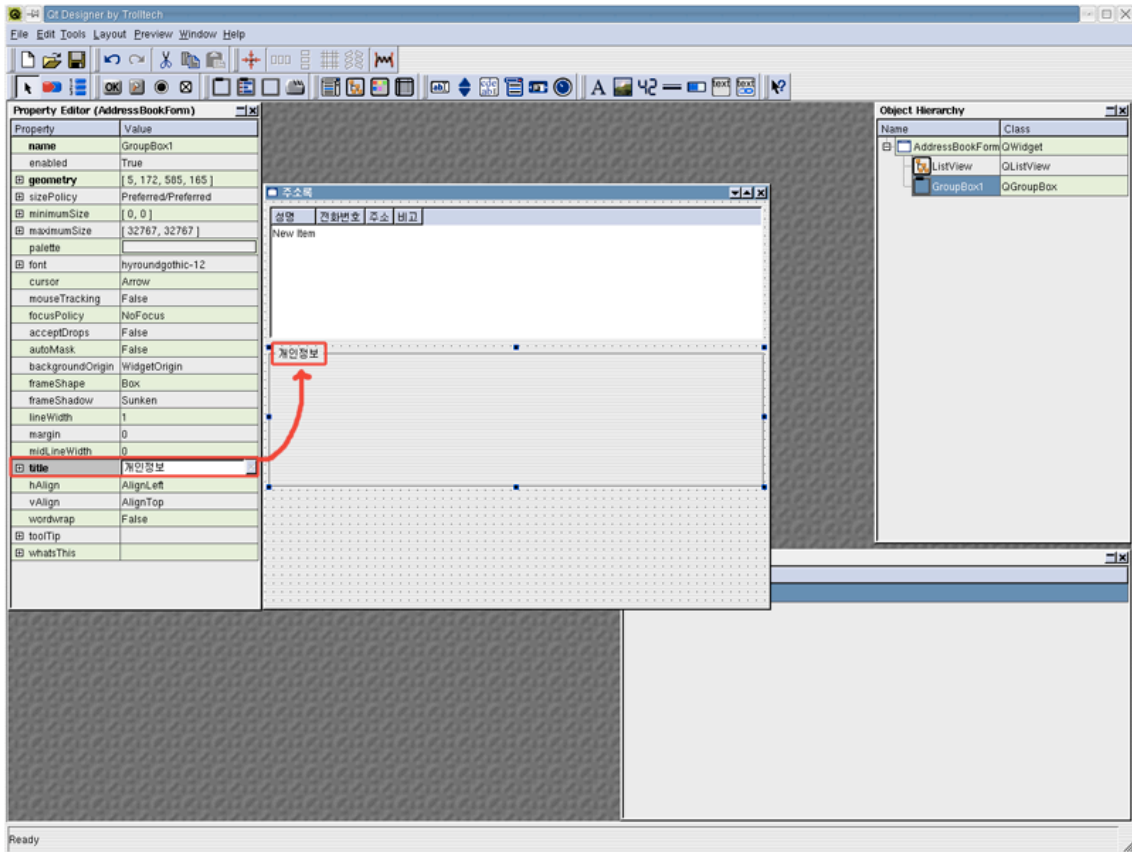 Qt Designer by Trolltech
File Edit Tools Layout Preview Window Help
OK
Property Editor (AddressBookForm)
Property Value
name GroupBox1
enabled True
geometry [ 5, 172, 585, 165 ]
sizePolicy Preferred/Preferred
minimumSize [ 0, 0 ]
maximumSize [ 32767, 32767 ]
palette
font hyroundgothic-12
cursor Arrow
mouseTracking False
focusPolicy NoFocus
acceptDrops False
autoMask False
backgroundOrigin WidgetOrigin
frameShape Box
frameShadow Sunken
lineWidth 1
margin 0
midLineWidth 0
title 개인정보
hAlign AlignLeft
vAlign AlignTop
wordwrap False
toolTip
whatsThis
주소록
성명 전화번호 주소 비고
New Item
개인정보
Object Hierarchy
Name Class
AddressBookForm QWidget
ListView QListView
GroupBox1 QGroupBox
Ready